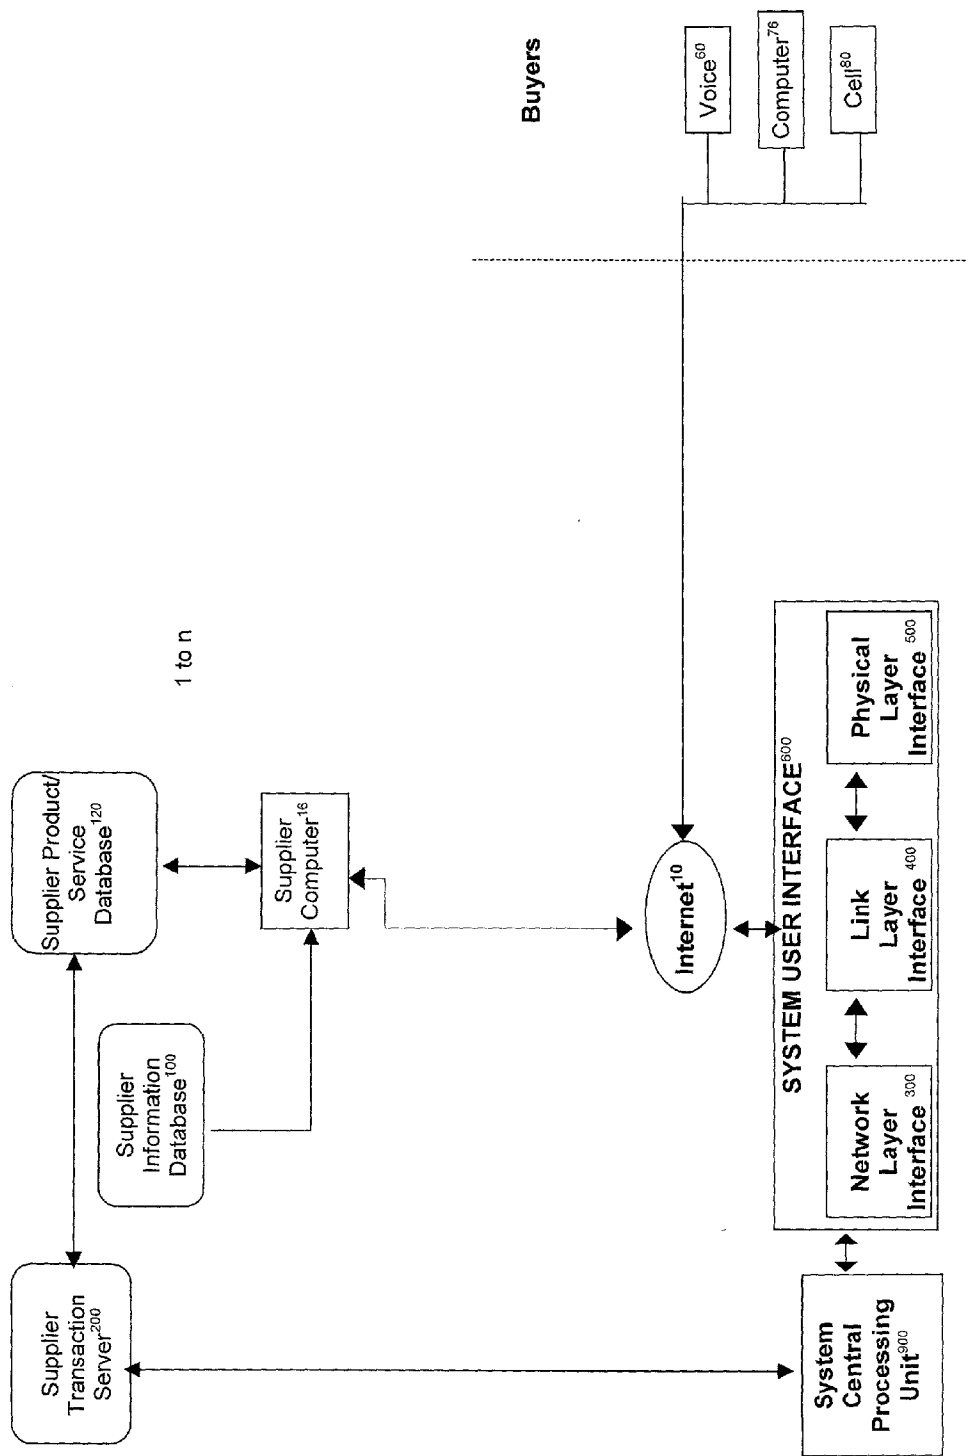 Supplier
Transaction
Server200
Supplier Product/
Service
Database120
1 to n
Supplier
Information
Database100
Supplier
Computer16
Buyers
Internet10
Voice60
Computer76
Cell80
System
Central
Processing
Unit900
SYSTEM USER INTERFACE600
Network
Layer
Interface 300
Link
Layer
Interface 400
Physical
Layer
Interface 500